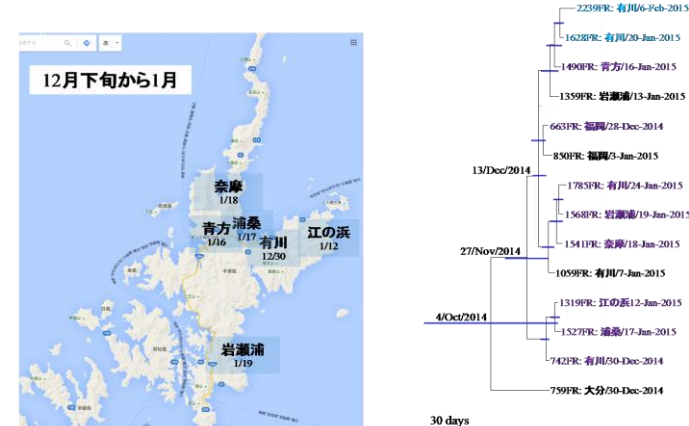 12月下旬から1月
奈摩
1/18
青方
1/16
浦桑
1/17
有川
12/30
江の浜
1/12
岩瀬浦
1/19
2239FR: 有川/6-Feb-2015
1628FR: 有川/20-Jan-2015
1490FR: 青方/16-Jan-2015
1359FR: 岩瀬浦/13-Jan-2015
663FR: 福岡/28-Dec-2014
850FR: 福岡/3-Jan-2015
13/Dec/2014
1785FR: 有川/24-Jan-2015
1568FR: 岩瀬浦/19-Jan-2015
1541FR: 奈摩/18-Jan-2015
27/Nov/2014
1059FR: 有川/7-Jan-2015
1319FR: 江の浜12-Jan-2015
4/Oct/2014
1527FR: 浦桑/17-Jan-2015
742FR: 有川/30-Dec-2014
759FR: 大分/30-Dec-2014
30 days